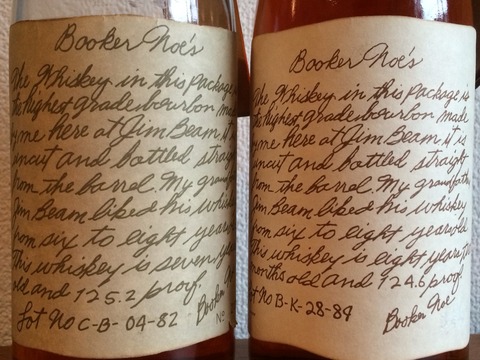 Booker Noe's
The Whiskey in this package is
the highest grade bourbon made
by me here at Jim Beam. it is
uncut and bottled straight
from the barrel. My grandfather
Jim Beam liked his whiskey
from six to eight years old
This whiskey is seven years
old and 125.2 proof.
Lot No C-B-04-82
Booker Noe
Booker Noe's
The Whiskey in this package is
the highest grade bourbon made
by me here at Jim Beam. it is
uncut and bottled straight
from the barrel. My grandfather
Jim Beam liked his whiskey
from six to eight years old.
This whiskey is eight years two
months old and 124.6 proof.
Lot No B-K-28-84
Booker Noe